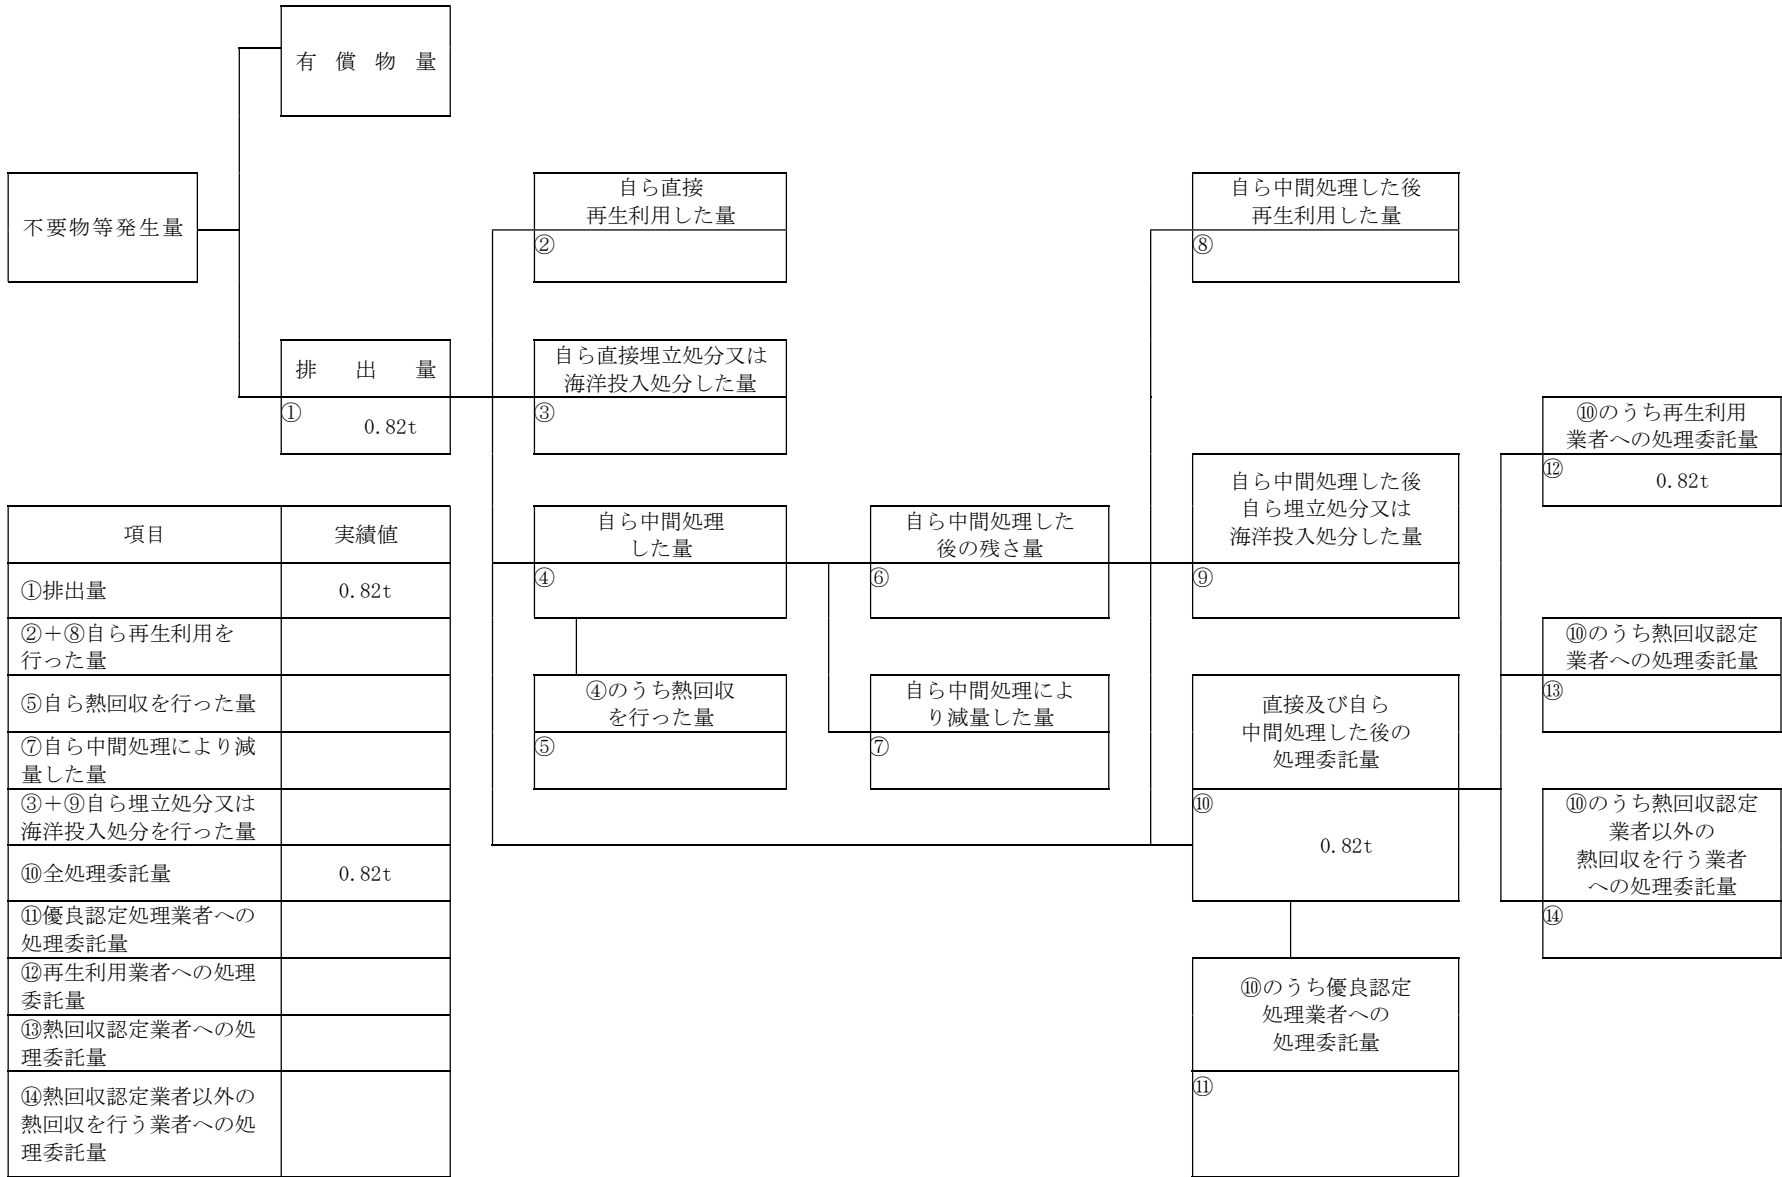 有償物量
不要物等発生量
自ら直接
再生利用した量
②
自ら中間処理した後
再生利用した量
⑧
排出量
①
0.82t
自ら直接埋立処分又は
海洋投入処分した量
③
⑩のうち再生利用
業者への処理委託量
⑫
0.82t
自ら中間処理
した量
④
自ら中間処理した
後の残さ量
⑥
自ら中間処理した後
自ら埋立処分又は
海洋投入処分した量
⑨
⑩のうち熱回収認定
業者への処理委託量
⑬
④のうち熱回収
を行った量
⑤
自ら中間処理によ
り減量した量
⑦
直接及び自ら
中間処理した後の
処理委託量
⑩
0.82t
⑩のうち熱回収認定
業者以外の
熱回収を行う業者
への処理委託量
⑭
⑩のうち優良認定
処理業者への
処理委託量
⑪
項目 実績値
①排出量 0.82t
②＋⑧自ら再生利用を
行った量
⑤自ら熱回収を行った量
⑦自ら中間処理により減
量した量
③＋⑨自ら埋立処分又は
海洋投入処分を行った量
⑩全処理委託量 0.82t
⑪優良認定処理業者への
処理委託量
⑫再生利用業者への処理
委託量
⑬熱回収認定業者への処
理委託量
⑭熱回収認定業者以外の
熱回収を行う業者への処
理委託量